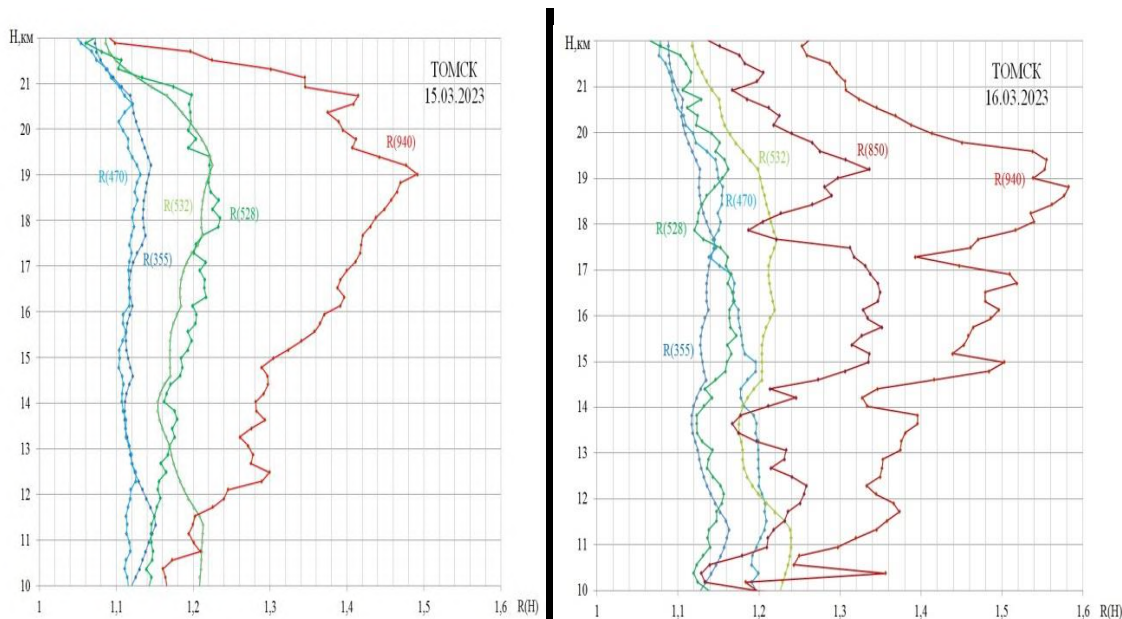 Н,км
21
20
19
18
17
16
15
14
13
12
11
10
1
1,1
1,2
1,3
1,4
1,5
1,6
R(H)
ТОМСК
15.03.2023
R(940)
R(470)
R(532)
R(528)
R(355)
Н,км
21
20
19
18
17
16
15
14
13
12
11
10
1
1,1
1,2
1,3
1,4
1,5
1,6
R(H)
ТОМСК
16.03.2023
R(532)
R(850)
R(940)
R(470)
R(528)
R(355)